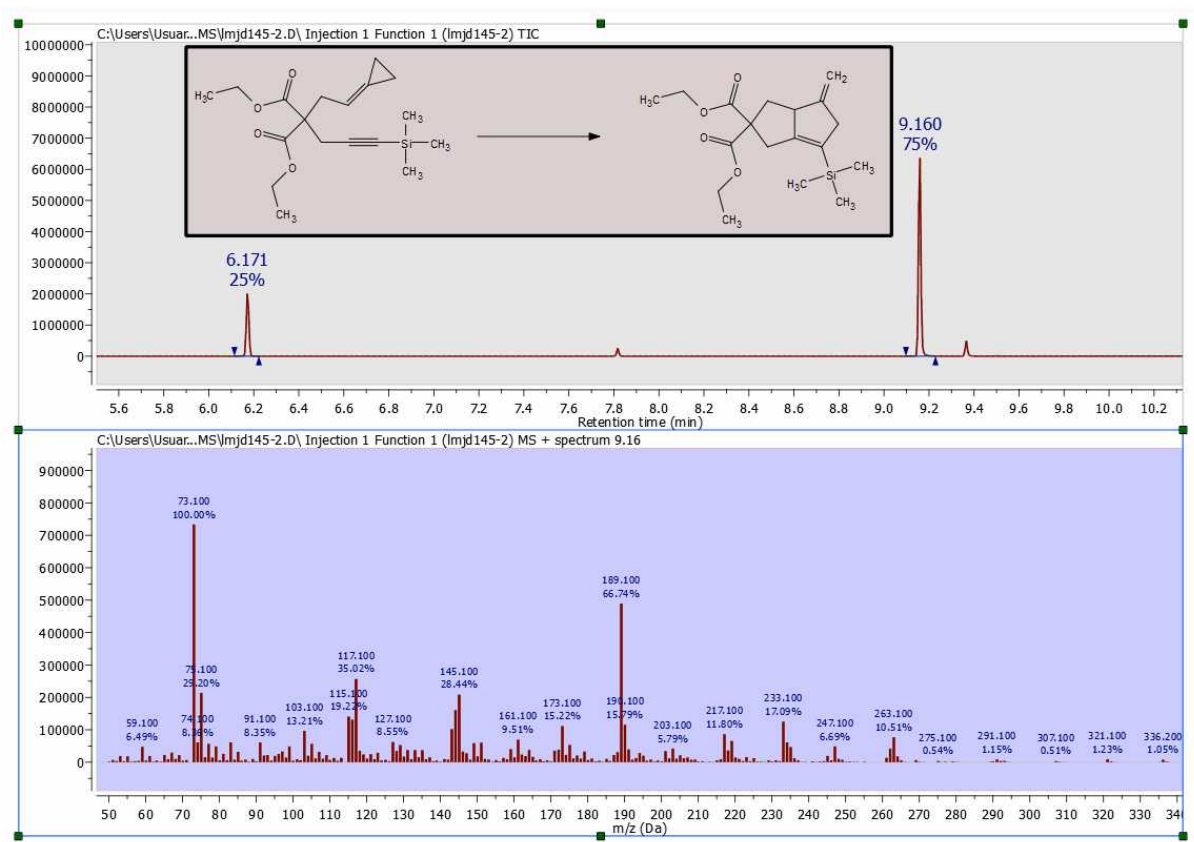 C:\Users\Usuar...MS\lmjd145-2.D\ Injection 1 Function 1 (lmjd145-2) TIC
10000000
9000000
8000000
7000000
6000000
5000000
4000000
3000000
2000000
1000000
0
H3C
O
O
O
O
CH3
CH3
Si
CH3
CH3
H3C
O
O
O
O
CH3
CH2
H3C
Si
CH3
CH3
9.160
75%
6.171
25%
5.6 5.8 6.0 6.2 6.4 6.6 6.8 7.0 7.2 7.4 7.6 7.8 8.0 8.2 8.4 8.6 8.8 9.0 9.2 9.4 9.6 9.8 10.0 10.2
Retention time (min)
C:\Users\Usuar...MS\lmjd145-2.D\ Injection 1 Function 1 (lmjd145-2) MS + spectrum 9.16
900000
800000
700000
600000
500000
400000
300000
200000
100000
0
59.100
6.49%
73.100
100.00%
74.100
75.100
91.100
8.35%
103.100
13.21%
115.100
117.100
35.02%
127.100
8.55%
145.100
28.44%
161.100
9.51%
173.100
15.22%
189.100
66.74%
190.100
15.79%
203.100
5.79%
217.100
11.80%
233.100
17.09%
247.100
6.69%
263.100
10.51%
275.100
0.54%
291.100
1.15%
307.100
0.51%
321.100
1.23%
336.200
1.05%
50 60 70 80 90 100 110 120 130 140 150 160 170 180 190 200 210 220 230 240 250 260 270 280 290 300 310 320 330
m/z (Da)